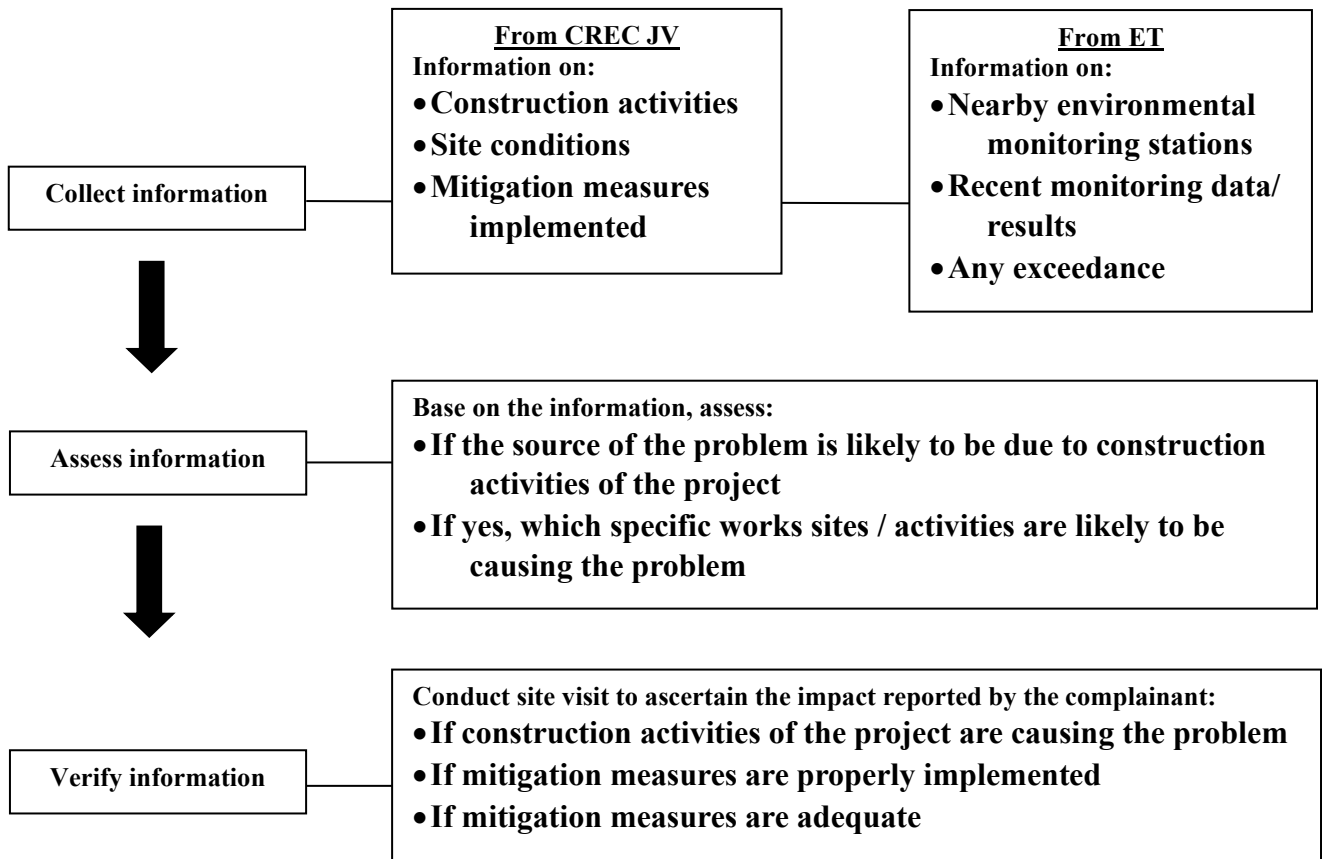 From CREC JV
Information on:
•Construction activities
•Site conditions
•Mitigation measures
implemented
From ET
Information on:
•Nearby environmental
monitoring stations
•Recent monitoring data/
results
•Any exceedance
Collect information
Base on the information, assess:
•If the source of the problem is likely to be due to construction
activities of the project
•If yes, which specific works sites / activities are likely to be
causing the problem
Assess information
Conduct site visit to ascertain the impact reported by the complainant:
•If construction activities of the project are causing the problem
•If mitigation measures are properly implemented
•If mitigation measures are adequate
Verify information